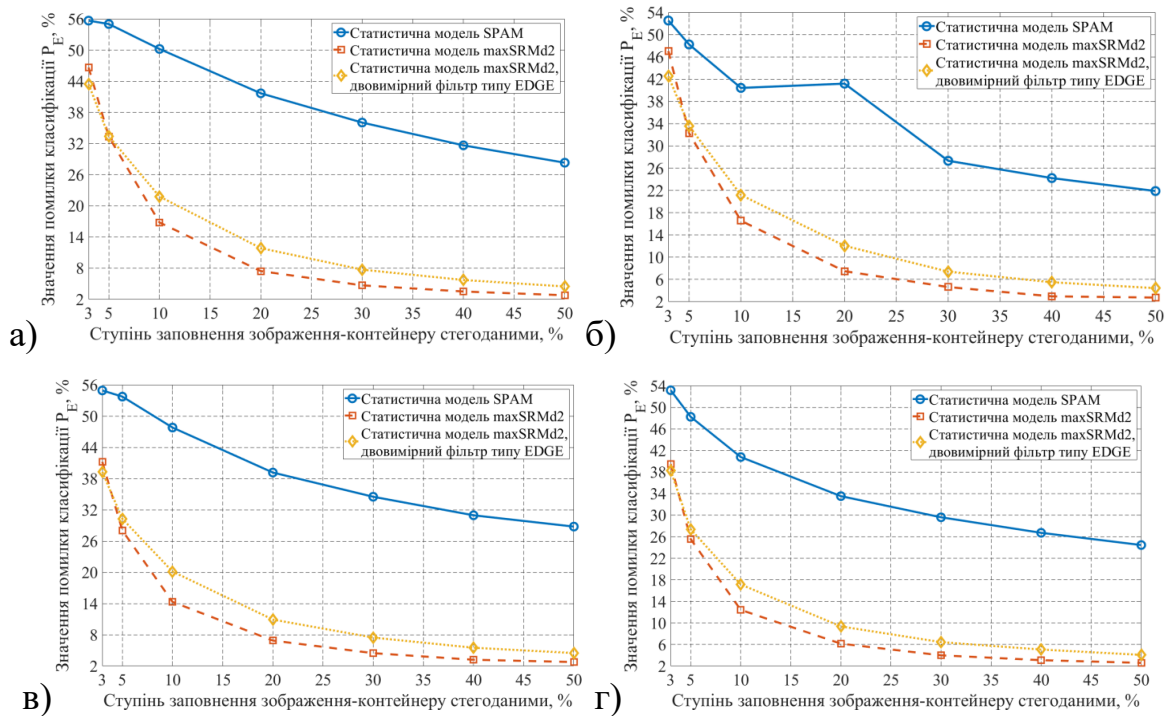 56
50
44
38
32
26
20
14
8
2
Значення помилки класифікації P_E, %
Статистична модель SPAM
Статистична модель maxSRMd2
Статистична модель maxSRMd2,
двовимірний фільтр типу EDGE
3 5 10 15 20 25 30 35 40 45 50
Ступінь заповнення зображення-контейнеру стегоданими, %
а)
54
50
46
42
38
34
30
26
22
18
14
10
6
2
Значення помилки класифікації P_E, %
Статистична модель SPAM
Статистична модель maxSRMd2
Статистична модель maxSRMd2,
двовимірний фільтр типу EDGE
3 5 10 15 20 25 30 35 40 45 50
Ступінь заповнення зображення-контейнеру стегоданими, %
б)
56
50
44
38
32
26
20
14
8
2
Значення помилки класифікації P_E, %
Статистична модель SPAM
Статистична модель maxSRMd2
Статистична модель maxSRMd2,
двовимірний фільтр типу EDGE
3 5 10 15 20 25 30 35 40 45 50
Ступінь заповнення зображення-контейнеру стегоданими, %
в)
54
50
46
42
38
34
30
26
22
18
14
10
6
2
Значення помилки класифікації P_E, %
Статистична модель SPAM
Статистична модель maxSRMd2
Статистична модель maxSRMd2,
двовимірний фільтр типу EDGE
3 5 10 15 20 25 30 35 40 45 50
Ступінь заповнення зображення-контейнеру стегоданими, %
г)